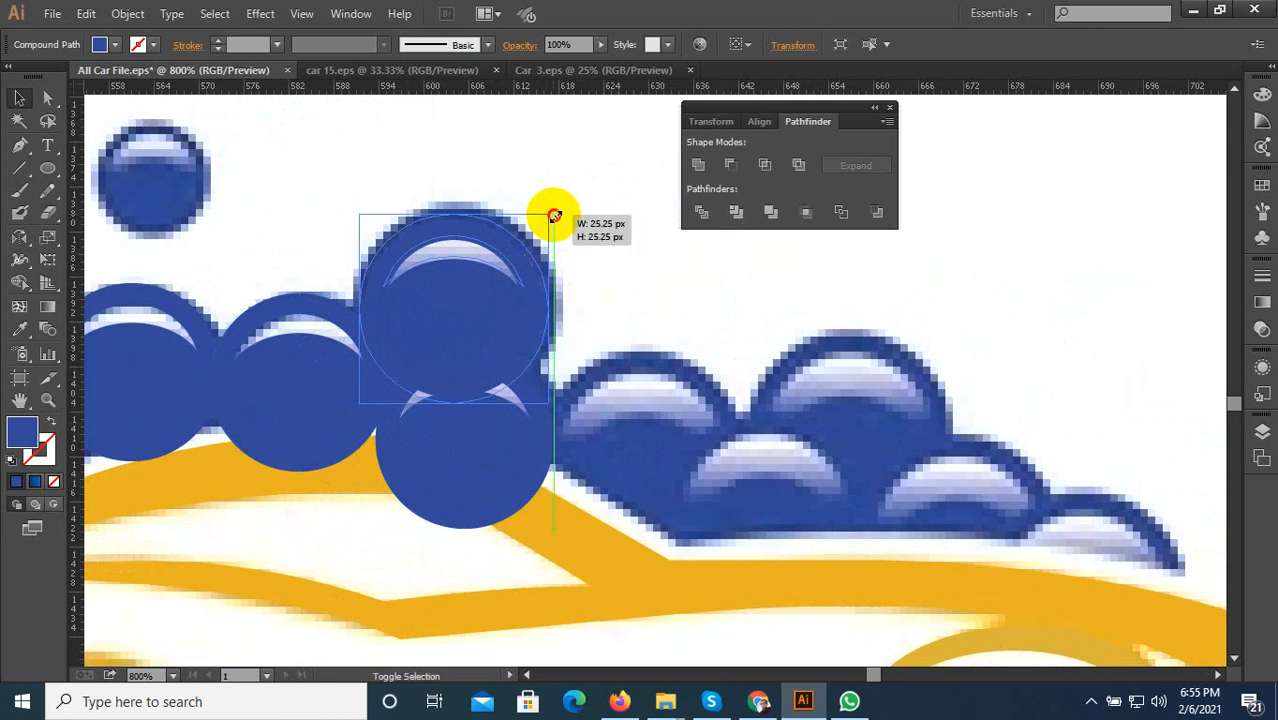 Ai File Edit Object Type Select Effect View Window Help Br Essentials
Compound Path Stroke: Basic Opacity: 100% Style: Transform
All Car File.eps* @ 800% (RGB/Preview) × car 15.eps @ 33.33% (RGB/Preview) × Car 3.eps @ 25% (RGB/Preview) ×
558 564 570 576 582 588 594 600 606 612 618 624 630 636 642 648 654 660 666 672 678 684 690 696 702
Transform Align Pathfinder
Shape Modes:
Expand
Pathfinders:
W: 25.25 px
H: 25.25 px
800% 1 Toggle Selection
Type here to search
Ai
6:55 PM
2/6/2021
21